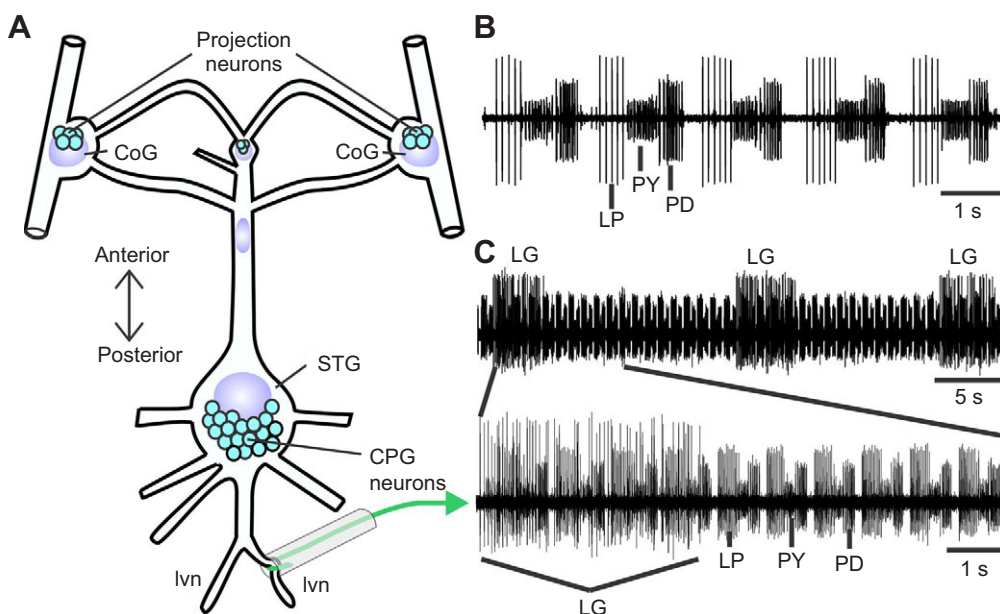 A
Projection
neurons
CoG
CoG
Anterior
Posterior
STG
CPG
neurons
lvn
lvn
B
LP
PY
PD
1 s
C
LG
LG
LG
5 s
LP
PY
PD
1 s
LG